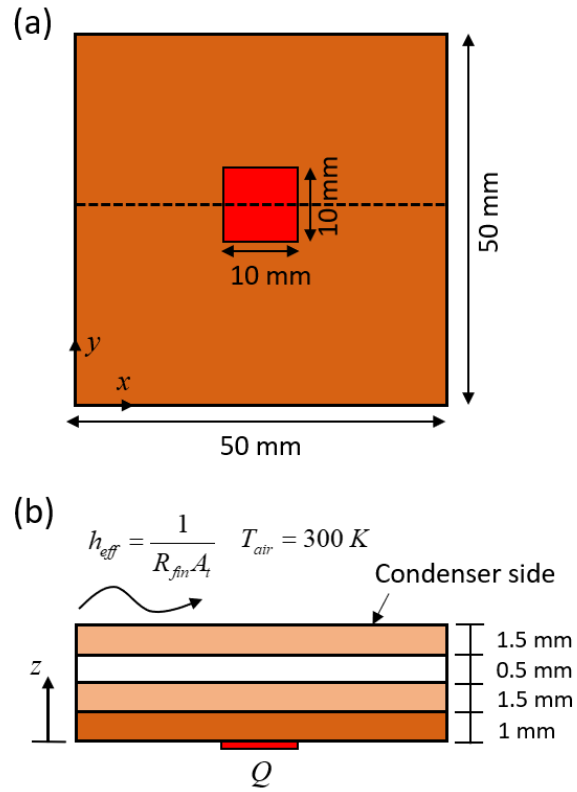 (a)
10 mm
10 mm
50 mm
y
x
50 mm
(b)
h_eff = 1 / (R_fin A_t)  T_air = 300 K
Condenser side
1.5 mm
0.5 mm
1.5 mm
1 mm
z
Q